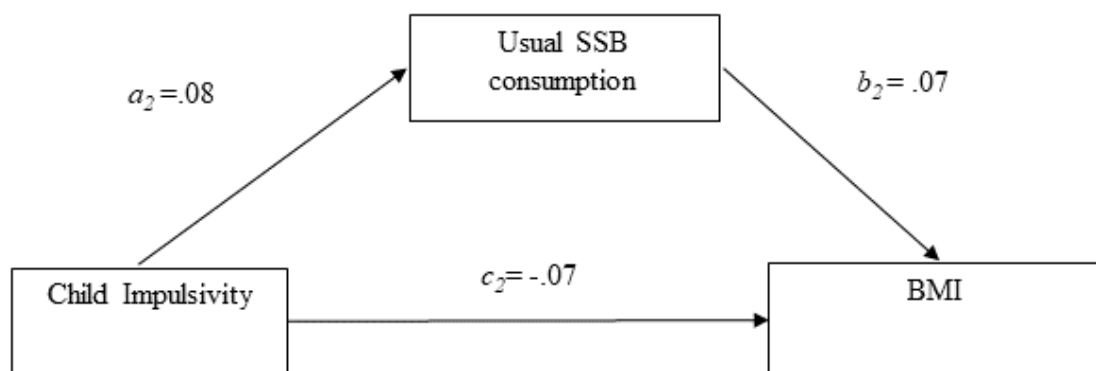 Usual SSB
consumption
a₂=.08
b₂= .07
Child Impulsivity
c₂= -.07
BMI